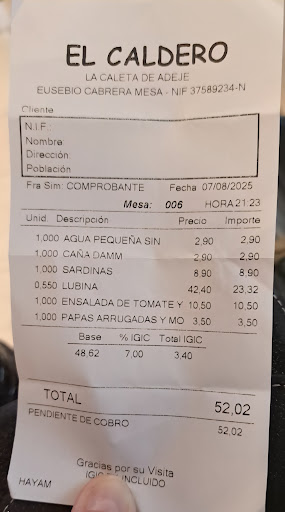 EL CALDERO
LA CALETA DE ADEJE
EUSEBIO CABRERA MESA - NIF 37589234-N
Cliente
N.I.F.:
Nombre
Dirección
Población
Fra Sim: COMPROBANTE Fecha 07/08/2025
Mesa: 006 HORA 21:23
Unid. Descripción Precio Importe
1,000 AGUA PEQUEÑA SIN 2,90 2,90
1,000 CAÑA DAMM 2,90 2,90
1,000 SARDINAS 8,90 8,90
0,550 LUBINA 42,40 23,32
1,000 ENSALADA DE TOMATE Y 10,50 10,50
1,000 PAPAS ARRUGADAS Y MO 3,50 3,50
Base % IGIC Total IGIC
48,62 7,00 3,40
TOTAL 52,02
PENDIENTE DE COBRO 52,02
Gracias por su Visita
INCLUIDO
HAYAM